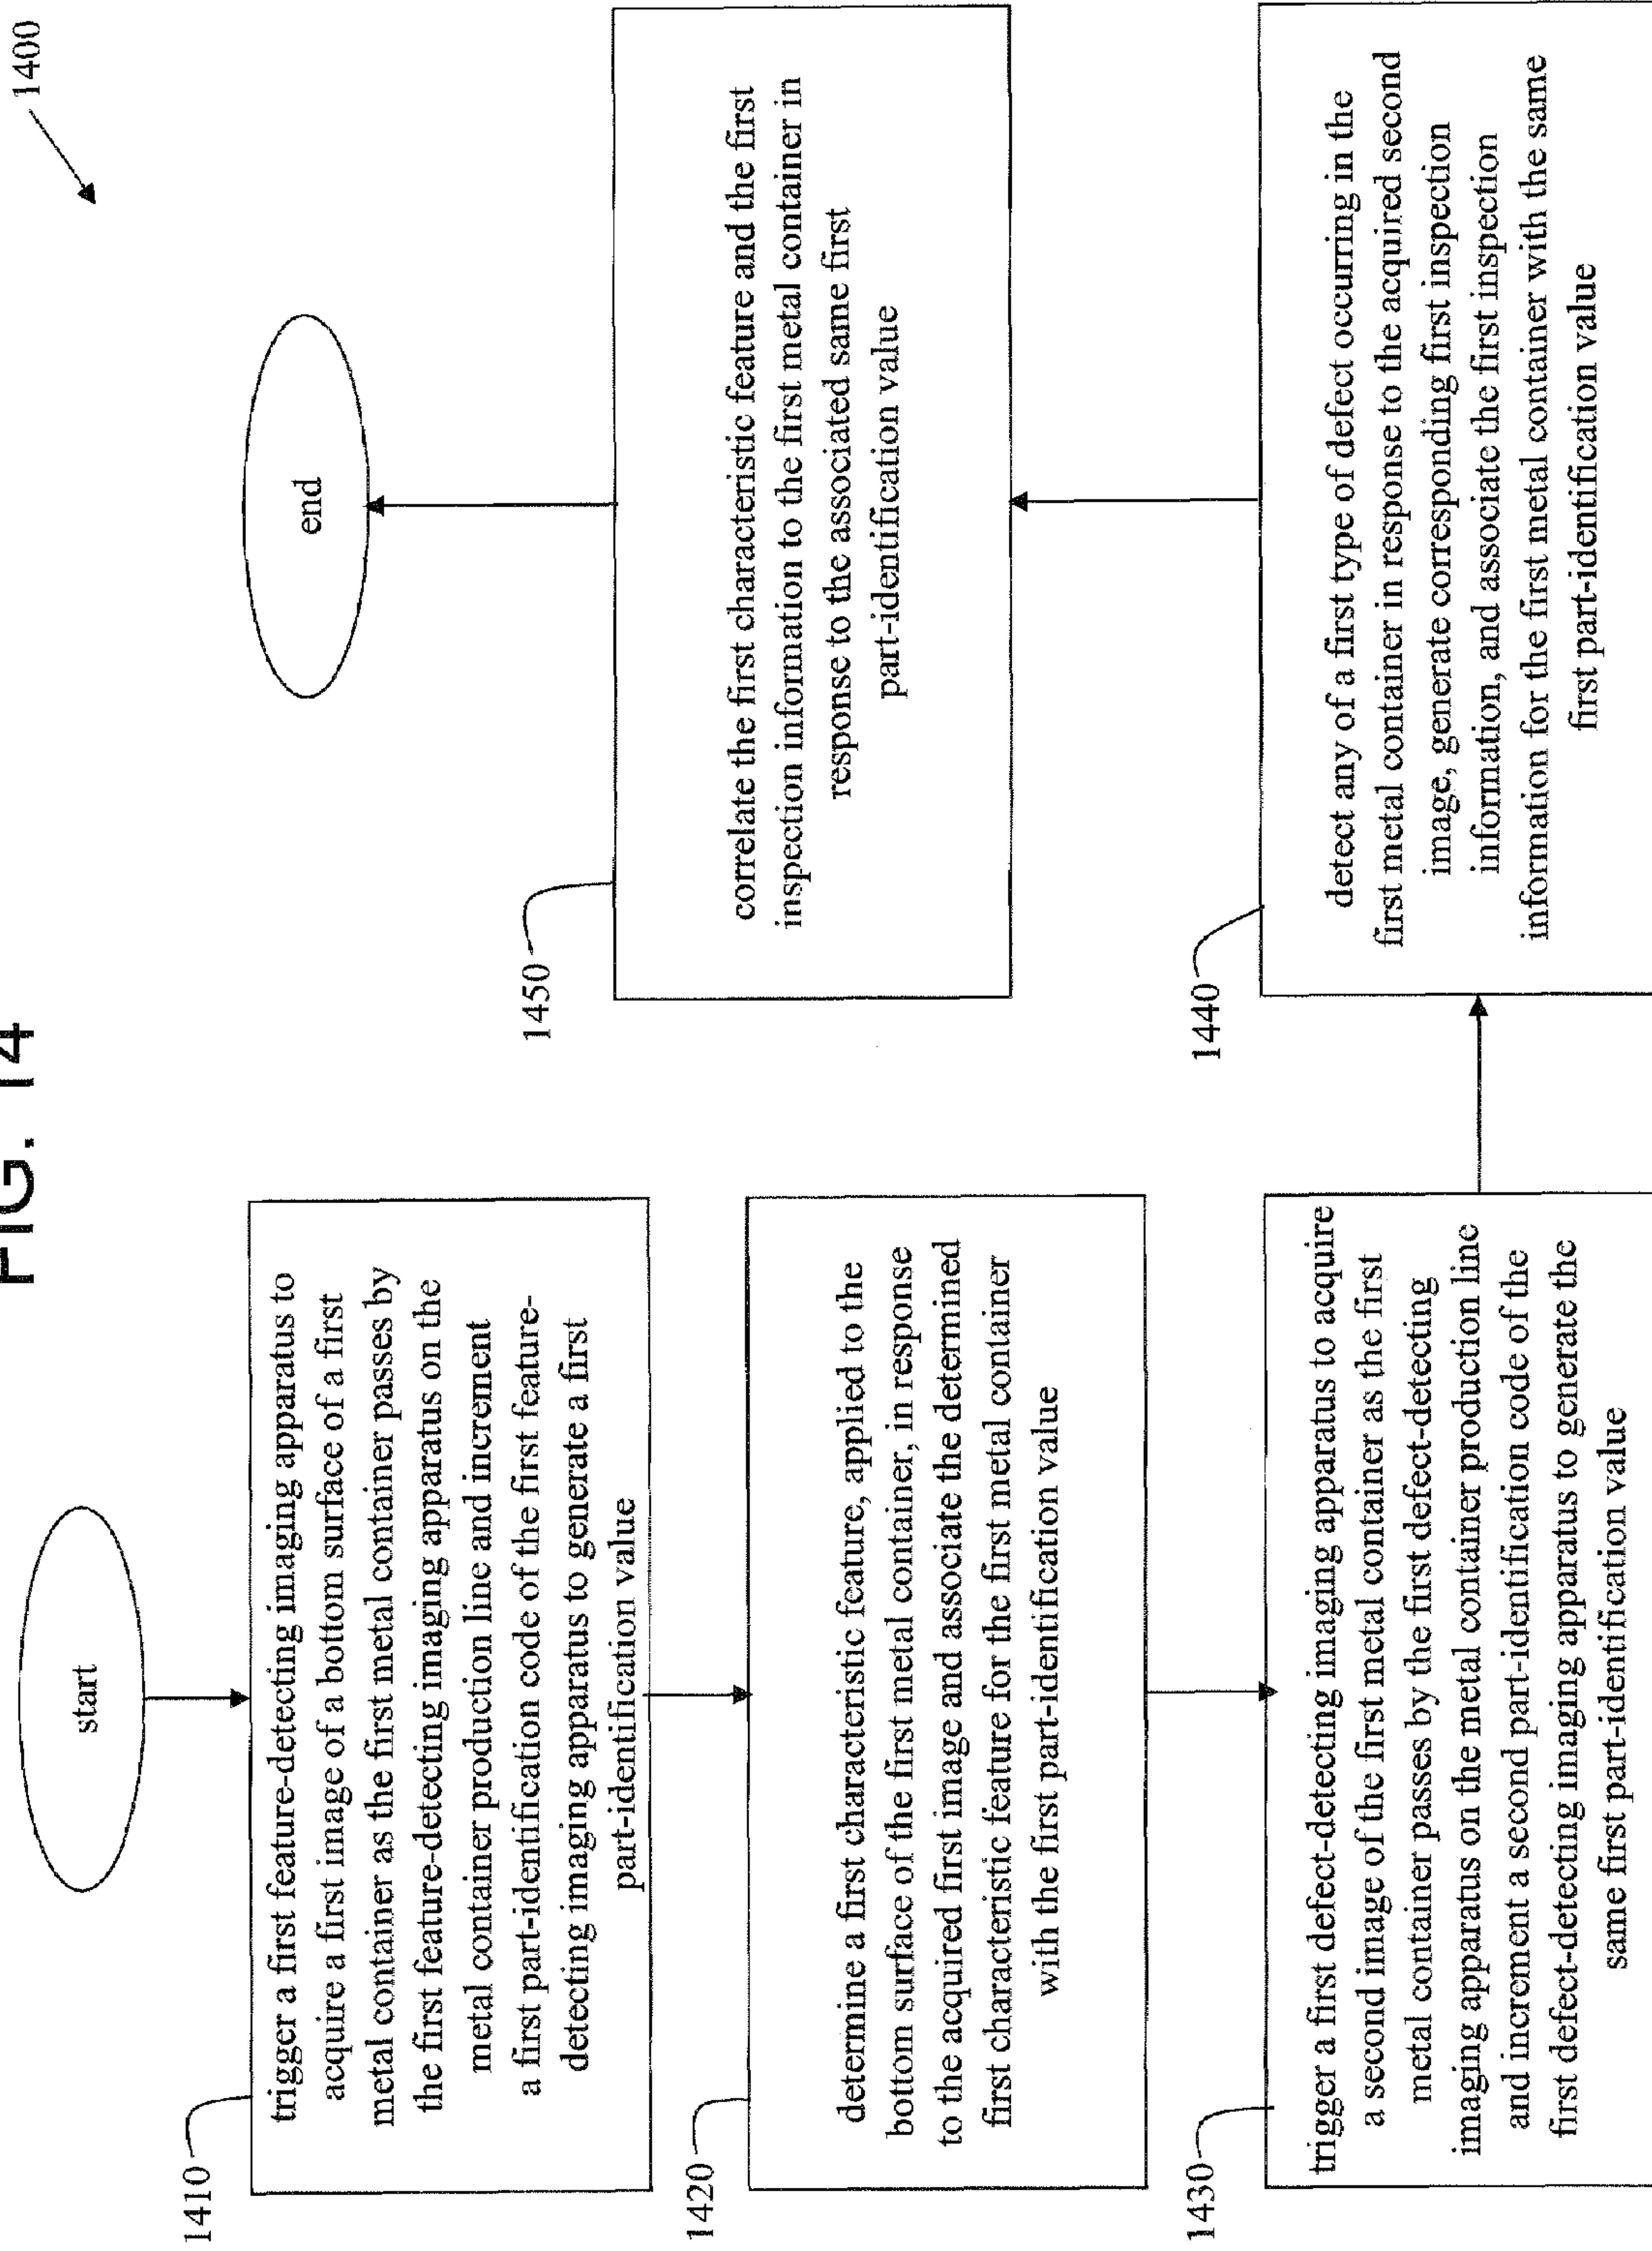 FIG. 14
1400
start
1410
trigger a first feature-detecting imaging apparatus to
acquire a first image of a bottom surface of a first
metal container as the first metal container passes by
the first feature-detecting imaging apparatus on the
metal container production line and increment
a first part-identification code of the first feature-
detecting imaging apparatus to generate a first
part-identification value
1420
determine a first characteristic feature, applied to the
bottom surface of the first metal container, in response
to the acquired first image and associate the determined
first characteristic feature for the first metal container
with the first part-identification value
1430
trigger a first defect-detecting imaging apparatus to acquire
a second image of the first metal container as the first
metal container passes by the first defect-detecting
imaging apparatus on the metal container production line
and increment a second part-identification code of the
first defect-detecting imaging apparatus to generate the
same first part-identification value
1440
detect any of a first type of defect occurring in the
first metal container in response to the acquired second
image, generate corresponding first inspection
information, and associate the first inspection
information for the first metal container with the same
first part-identification value
1450
correlate the first characteristic feature and the first
inspection information to the first metal container in
response to the associated same first
part-identification value
end